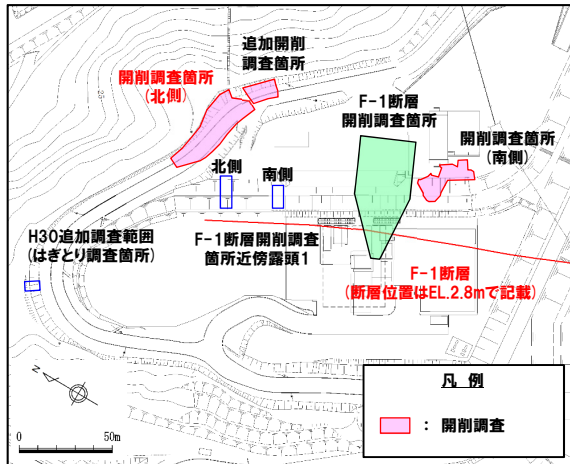 追加開削
調査箇所
開削調査箇所
(北側)
F-1断層
開削調査箇所
開削調査箇所
(南側)
北側
南側
H30追加調査範囲
(はぎとり調査箇所)
F-1断層開削調査
箇所近傍露頭1
F-1断層
(断層位置はEL.2.8mで記載)
N
0 50m
凡 例
: 開削調査